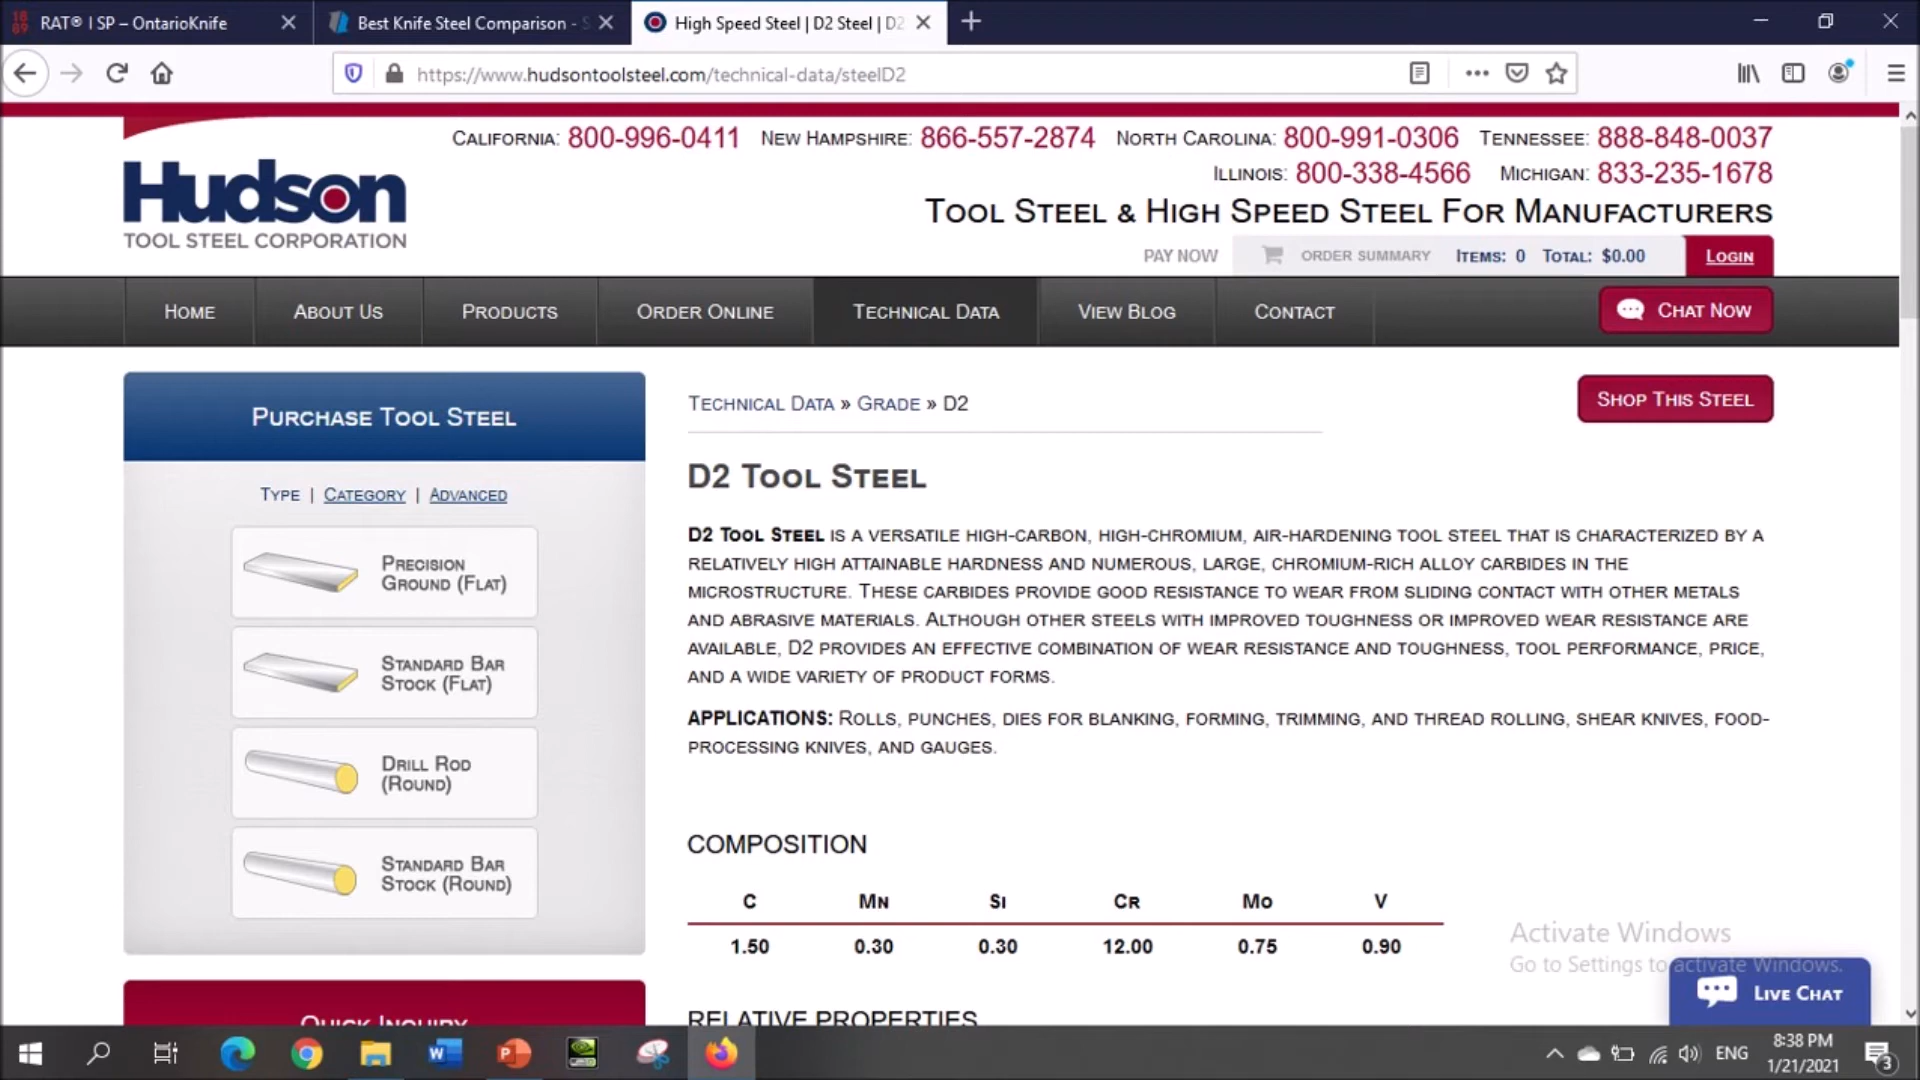 RAT® I SP – OntarioKnife
Best Knife Steel Comparison - S
High Speed Steel | D2 Steel | D2
https://www.hudsontoolsteel.com/technical-data/steelD2
CALIFORNIA: 800-996-0411 NEW HAMPSHIRE: 866-557-2874 NORTH CAROLINA: 800-991-0306 TENNESSEE: 888-848-0037
ILLINOIS: 800-338-4566 MICHIGAN: 833-235-1678
Hudson
TOOL STEEL CORPORATION
TOOL STEEL & HIGH SPEED STEEL FOR MANUFACTURERS
PAY NOW ORDER SUMMARY ITEMS: 0 TOTAL: $0.00 LOGIN
HOME ABOUT US PRODUCTS ORDER ONLINE TECHNICAL DATA VIEW BLOG CONTACT CHAT NOW
PURCHASE TOOL STEEL
TYPE | CATEGORY | ADVANCED
PRECISION
GROUND (FLAT)
STANDARD BAR
STOCK (FLAT)
DRILL ROD
(ROUND)
STANDARD BAR
STOCK (ROUND)
QUICK INQUIRY
TECHNICAL DATA » GRADE » D2
SHOP THIS STEEL
D2 TOOL STEEL
D2 TOOL STEEL IS A VERSATILE HIGH-CARBON, HIGH-CHROMIUM, AIR-HARDENING TOOL STEEL THAT IS CHARACTERIZED BY A
RELATIVELY HIGH ATTAINABLE HARDNESS AND NUMEROUS, LARGE, CHROMIUM-RICH ALLOY CARBIDES IN THE
MICROSTRUCTURE. THESE CARBIDES PROVIDE GOOD RESISTANCE TO WEAR FROM SLIDING CONTACT WITH OTHER METALS
AND ABRASIVE MATERIALS. ALTHOUGH OTHER STEELS WITH IMPROVED TOUGHNESS OR IMPROVED WEAR RESISTANCE ARE
AVAILABLE, D2 PROVIDES AN EFFECTIVE COMBINATION OF WEAR RESISTANCE AND TOUGHNESS, TOOL PERFORMANCE, PRICE,
AND A WIDE VARIETY OF PRODUCT FORMS.
APPLICATIONS: ROLLS, PUNCHES, DIES FOR BLANKING, FORMING, TRIMMING, AND THREAD ROLLING, SHEAR KNIVES, FOOD-
PROCESSING KNIVES, AND GAUGES.
COMPOSITION
C MN SI CR MO V
1.50 0.30 0.30 12.00 0.75 0.90
RELATIVE PROPERTIES
Activate Windows
Go to Settings to activate Windows.
LIVE CHAT
ENG
8:38 PM
1/21/2021
3